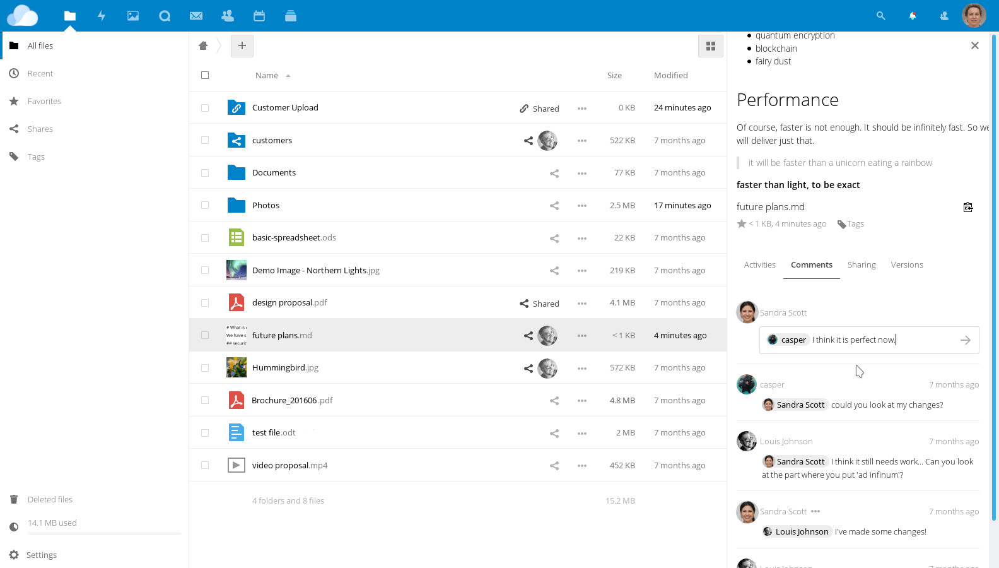 All files
Recent
Favorites
Shares
Tags
Deleted files
14.1 MB used
Settings
Name
Size
Modified
Customer Upload
Shared
0 KB
24 minutes ago
customers
522 KB
7 months ago
Documents
77 KB
7 months ago
Photos
2.5 MB
17 minutes ago
basic-spreadsheet.ods
22 KB
7 months ago
Demo Image - Northern Lights.jpg
219 KB
7 months ago
design proposal.pdf
Shared
4.1 MB
7 months ago
# What is
We have s
## securit
future plans.md
< 1 KB
4 minutes ago
Hummingbird.jpg
572 KB
7 months ago
Brochure_201606.pdf
4.8 MB
7 months ago
test file.odt
2 MB
7 months ago
video proposal.mp4
452 KB
7 months ago
4 folders and 8 files
15.2 MB
quantum encryption
blockchain
fairy dust
Performance
Of course, faster is not enough. It should be infinitely fast. So we
will deliver just that.
it will be faster than a unicorn eating a rainbow
faster than light, to be exact
future plans.md
< 1 KB, 4 minutes ago
Tags
Activities
Comments
Sharing
Versions
Sandra Scott
casper I think it is perfect now.
casper
7 months ago
Sandra Scott could you look at my changes?
Louis Johnson
7 months ago
Sandra Scott I think it still needs work... Can you look
at the part where you put 'ad infinum'?
Sandra Scott
7 months ago
Louis Johnson I've made some changes!
Louis Johnson
7 months ago